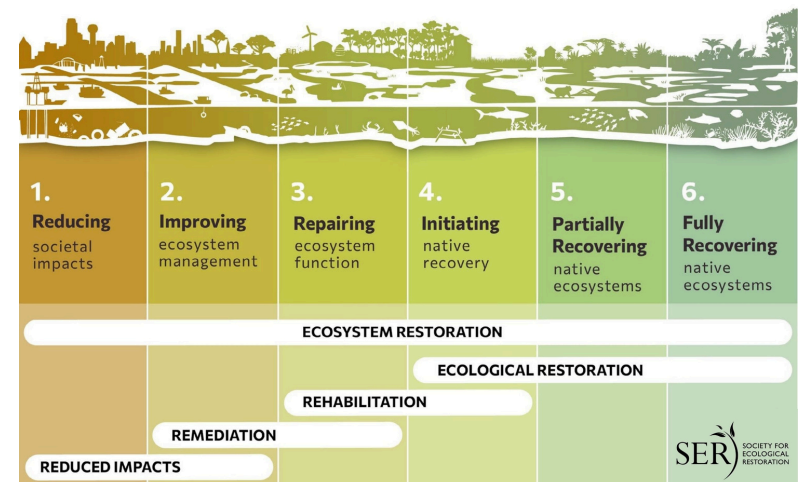 1.
Reducing
societal
impacts
2.
Improving
ecosystem
management
3.
Repairing
ecosystem
function
4.
Initiating
native
recovery
5.
Partially
Recovering
native
ecosystems
6.
Fully
Recovering
native
ecosystems
ECOSYSTEM RESTORATION
ECOLOGICAL RESTORATION
REHABILITATION
REMEDIATION
REDUCED IMPACTS
SER
SOCIETY FOR
ECOLOGICAL
RESTORATION